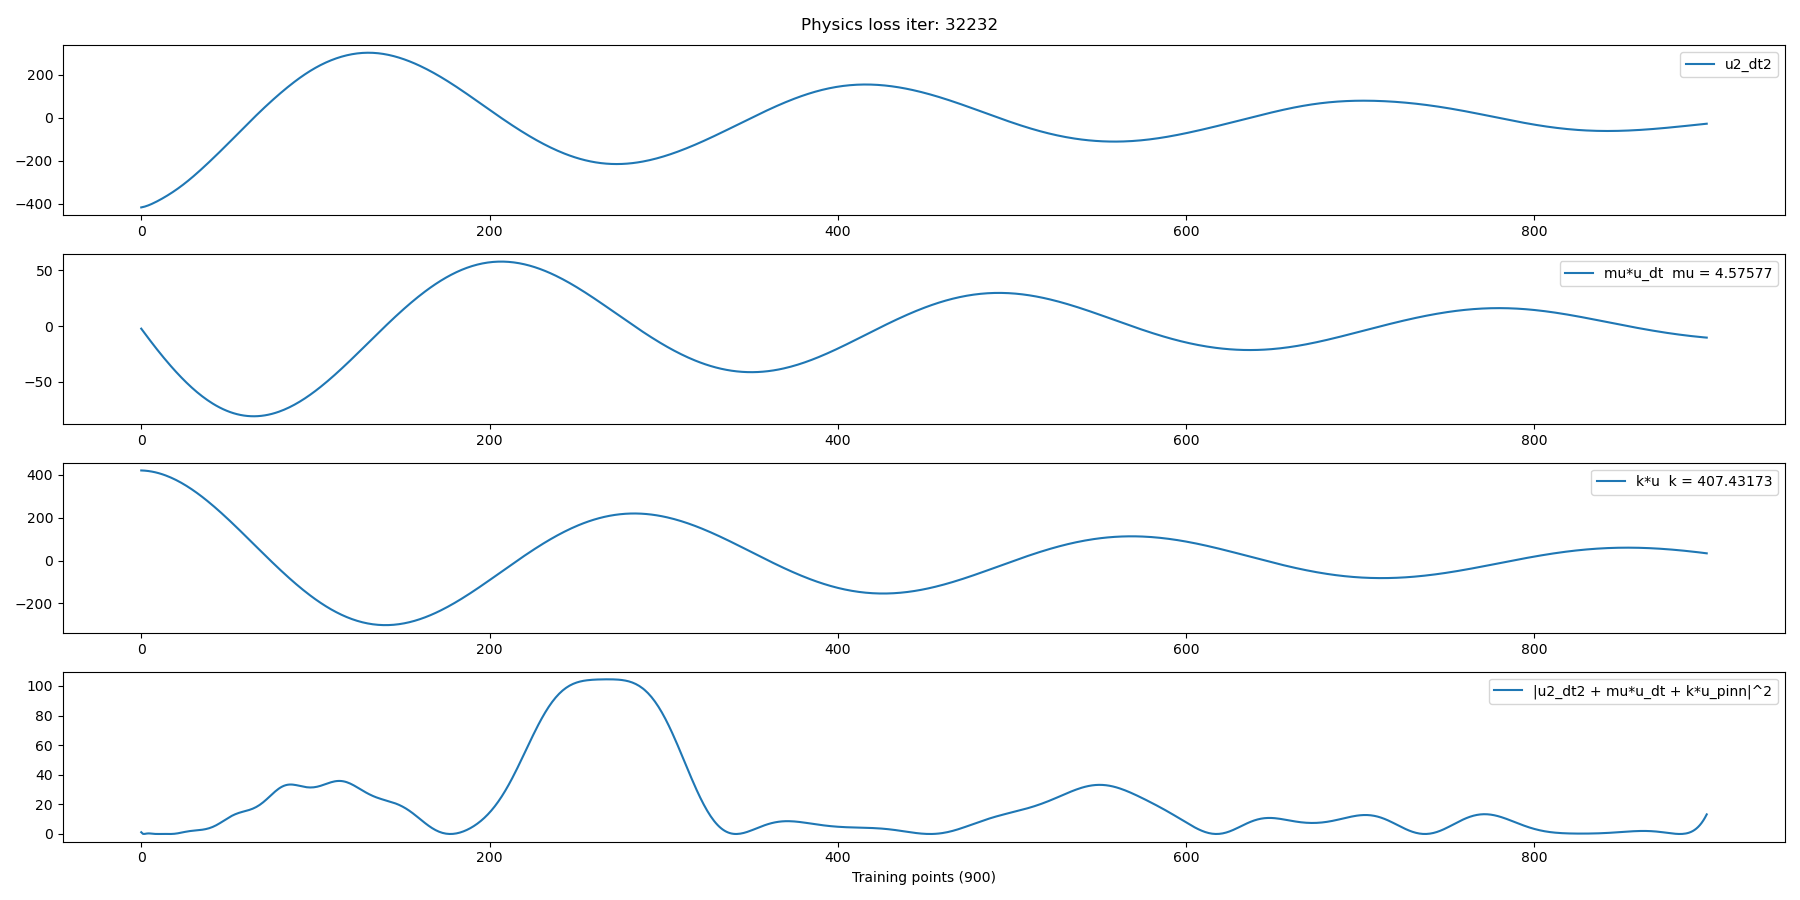 Physics loss iter: 32232
200
0
−200
−400
u2_dt2
0 200 400 600 800
50
0
−50
mu*u_dt  mu = 4.57577
0 200 400 600 800
400
200
0
−200
k*u  k = 407.43173
0 200 400 600 800
100
80
60
40
20
0
|u2_dt2 + mu*u_dt + k*u_pinn|^2
0 200 400 600 800
Training points (900)